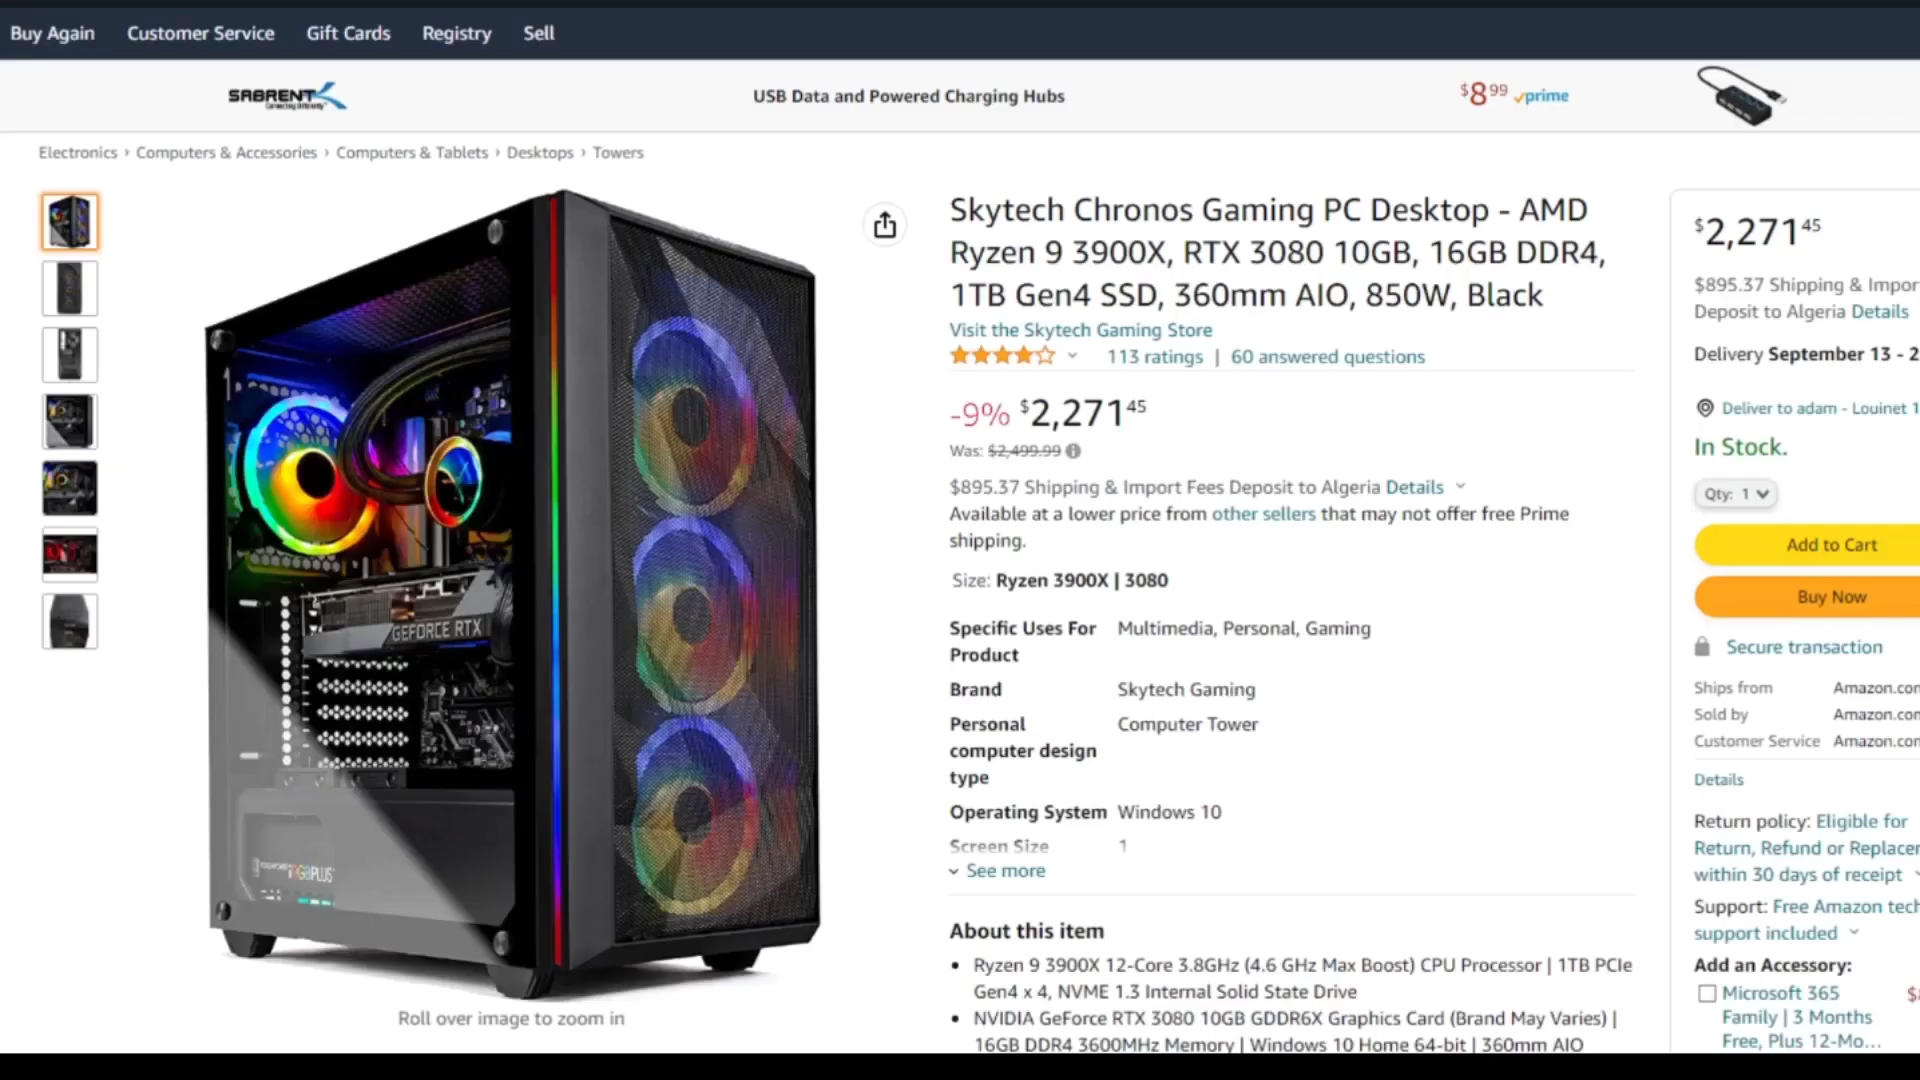 Buy Again Customer Service Gift Cards Registry Sell
SABRENT
USB Data and Powered Charging Hubs
$8 99 prime
Electronics › Computers & Accessories › Computers & Tablets › Desktops › Towers
GEFORCE RTX
Roll over image to zoom in
Skytech Chronos Gaming PC Desktop - AMD
Ryzen 9 3900X, RTX 3080 10GB, 16GB DDR4,
1TB Gen4 SSD, 360mm AIO, 850W, Black
Visit the Skytech Gaming Store
113 ratings | 60 answered questions
-9% $2,271 45
Was: $2,499.99
$895.37 Shipping & Import Fees Deposit to Algeria Details
Available at a lower price from other sellers that may not offer free Prime
shipping.
Size: Ryzen 3900X | 3080
Specific Uses For Multimedia, Personal, Gaming
Product
Brand Skytech Gaming
Personal Computer Tower
computer design
type
Operating System Windows 10
Screen Size 1
See more
About this item
• Ryzen 9 3900X 12-Core 3.8GHz (4.6 GHz Max Boost) CPU Processor | 1TB PCIe
Gen4 x 4, NVME 1.3 Internal Solid State Drive
• NVIDIA GeForce RTX 3080 10GB GDDR6X Graphics Card (Brand May Varies) |
16GB DDR4 3600MHz Memory | Windows 10 Home 64-bit | 360mm AIO
$2,271 45
$895.37 Shipping & Impor
Deposit to Algeria Details
Delivery September 13 - 2
Deliver to adam - Louinet 1
In Stock.
Qty: 1
Add to Cart
Buy Now
Secure transaction
Ships from Amazon.con
Sold by Amazon.con
Customer Service Amazon.con
Details
Return policy: Eligible for
Return, Refund or Replacer
within 30 days of receipt
Support: Free Amazon tech
support included
Add an Accessory:
Microsoft 365 $
Family | 3 Months
Free, Plus 12-Mo...